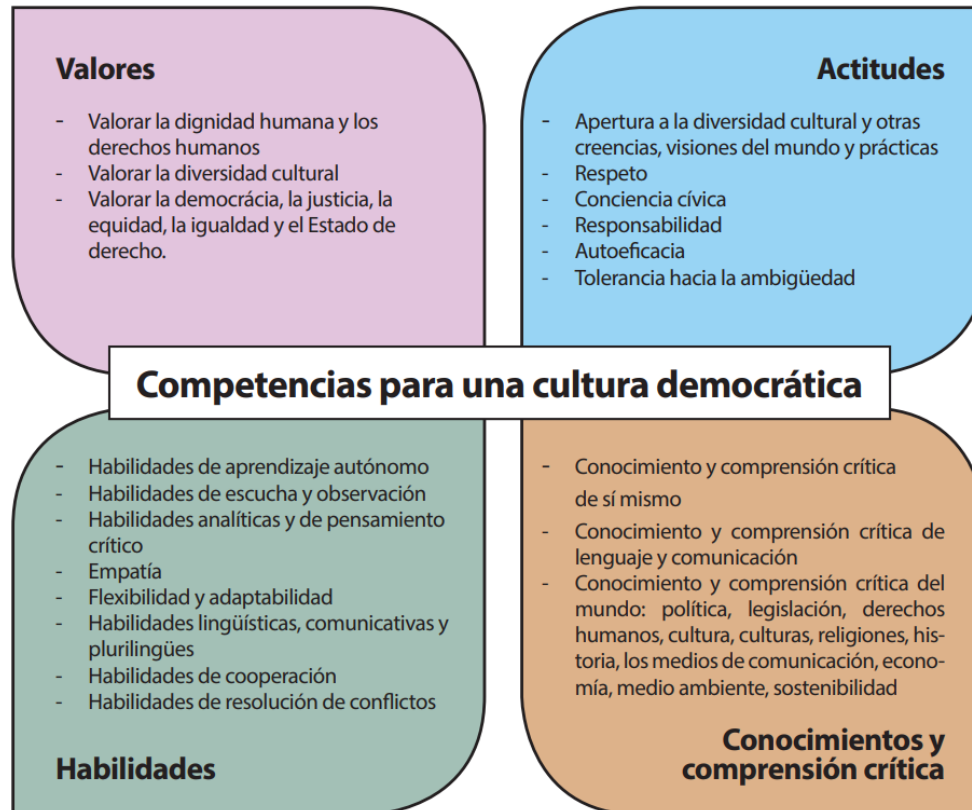 Valores
- Valorar la dignidad humana y los
derechos humanos
- Valorar la diversidad cultural
- Valorar la democrácia, la justicia, la
equidad, la igualdad y el Estado de
derecho.
Actitudes
- Apertura a la diversidad cultural y otras
creencias, visiones del mundo y prácticas
- Respeto
- Conciencia cívica
- Responsabilidad
- Autoeficacia
- Tolerancia hacia la ambigüedad
Competencias para una cultura democrática
- Habilidades de aprendizaje autónomo
- Habilidades de escucha y observación
- Habilidades analíticas y de pensamiento
crítico
- Empatía
- Flexibilidad y adaptabilidad
- Habilidades lingüísticas, comunicativas y
plurilingües
- Habilidades de cooperación
- Habilidades de resolución de conflictos
Habilidades
- Conocimiento y comprensión crítica
de sí mismo
- Conocimiento y comprensión crítica de
lenguaje y comunicación
- Conocimiento y comprensión crítica del
mundo: política, legislación, derechos
humanos, cultura, culturas, religiones, his-
toria, los medios de comunicación, econo-
mía, medio ambiente, sostenibilidad
Conocimientos y
comprensión crítica